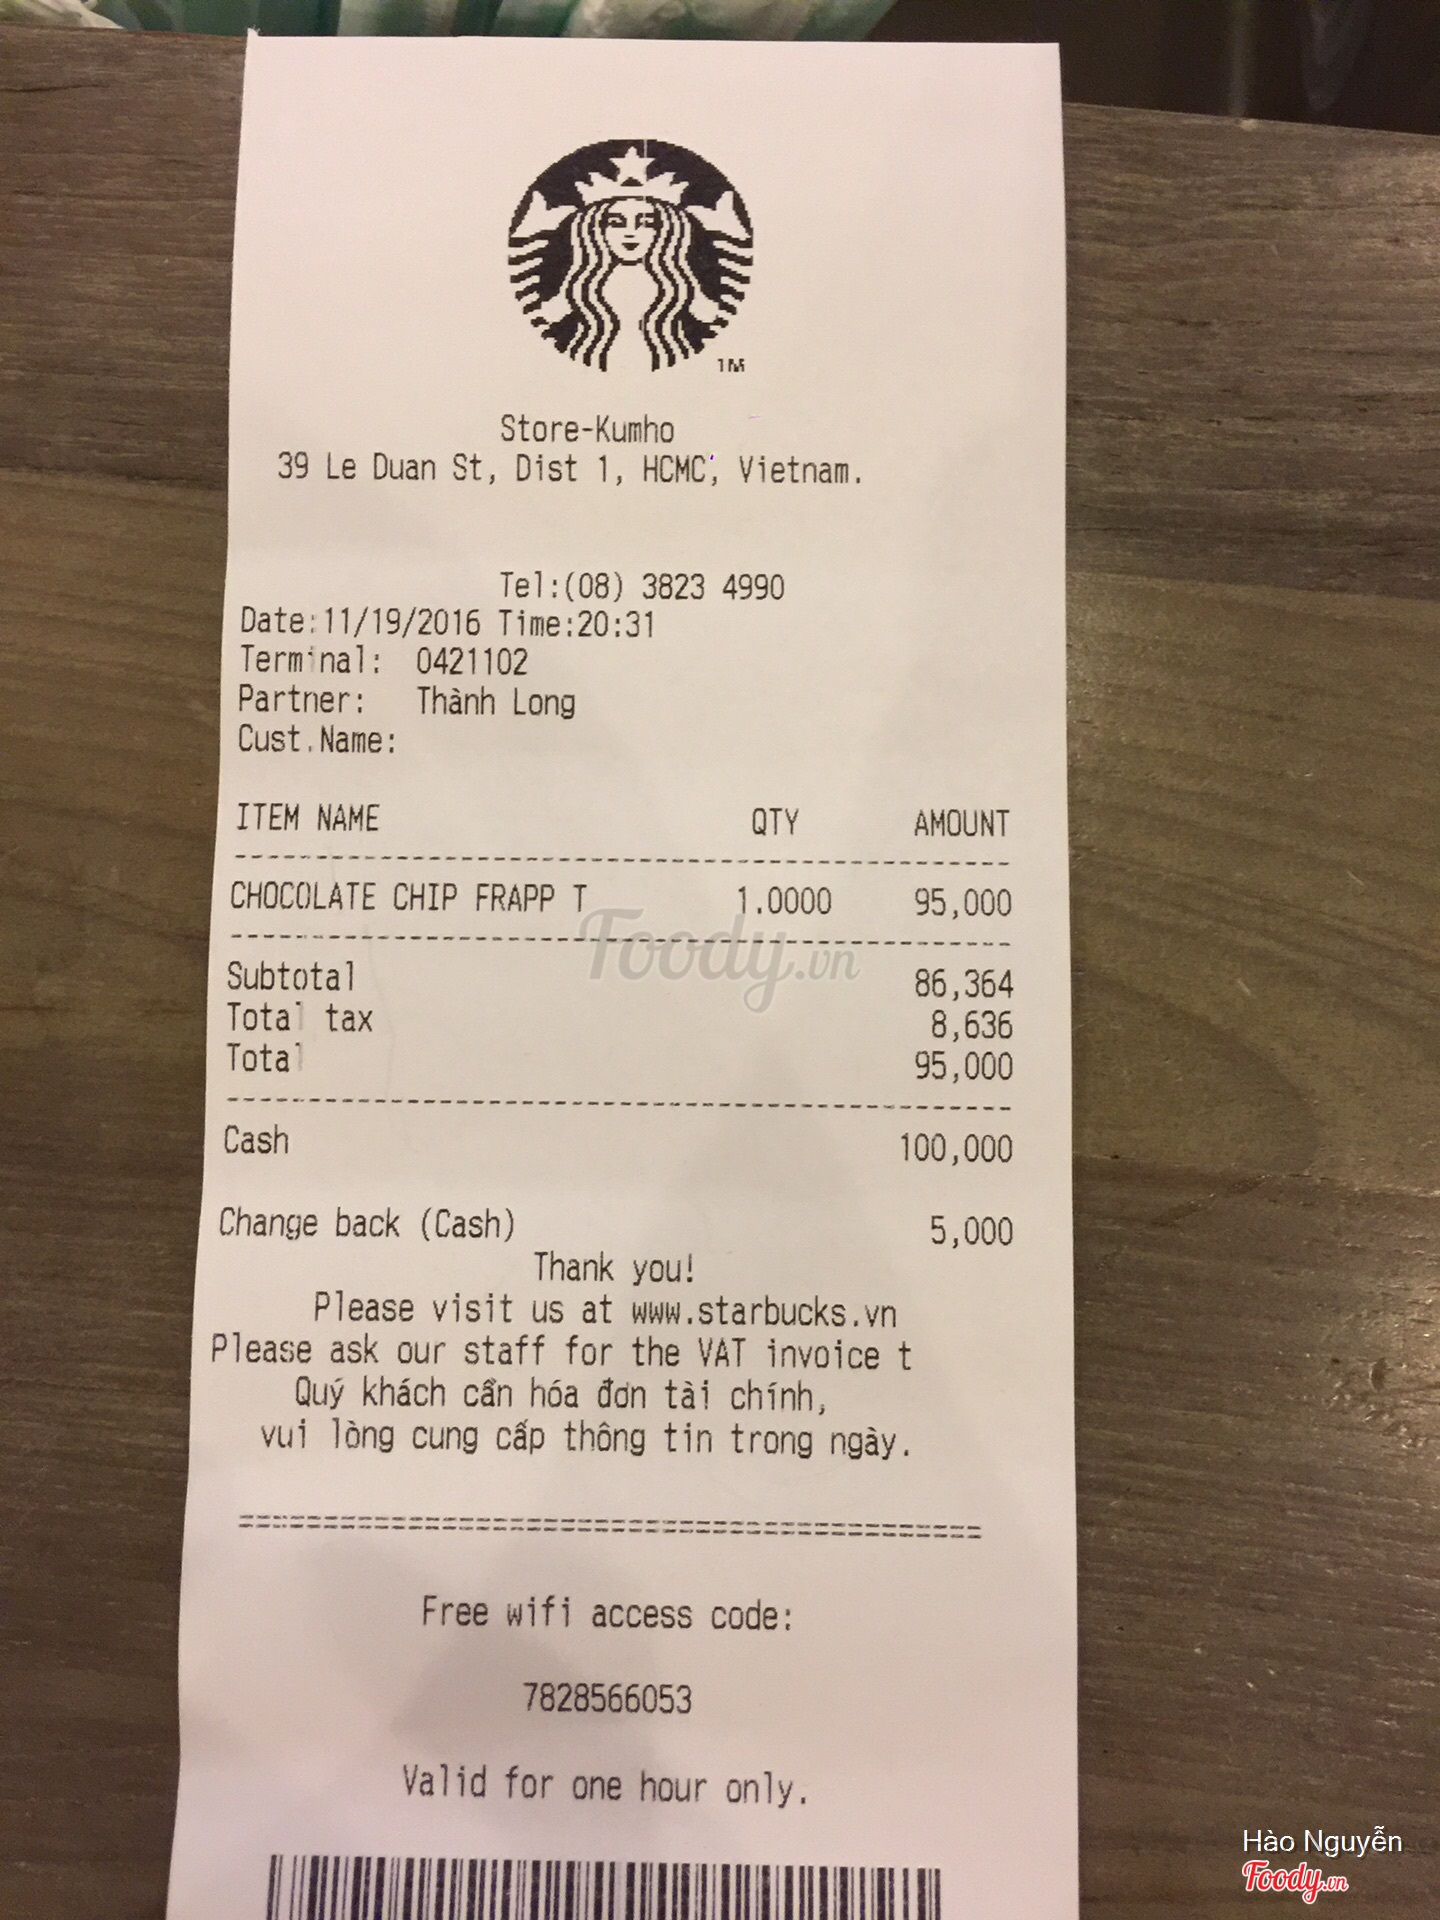 TM
Store-Kumho
39 Le Duan St, Dist 1, HCMC, Vietnam.
Tel:(08) 3823 4990
Date:11/19/2016 Time:20:31
Terminal: 0421102
Partner: Thành Long
Cust.Name:
ITEM NAME QTY AMOUNT
CHOCOLATE CHIP FRAPP T 1.0000 95,000
Foody.vn
Subtotal 86,364
Total tax 8,636
Total 95,000
Cash 100,000
Change back (Cash) 5,000
Thank you!
Please visit us at www.starbucks.vn
Please ask our staff for the VAT invoice t
Quý khách cần hóa đơn tài chính,
vui lòng cung cấp thông tin trong ngày.
Free wifi access code:
7828566053
Valid for one hour only.
Hào Nguyễn
Foody.vn